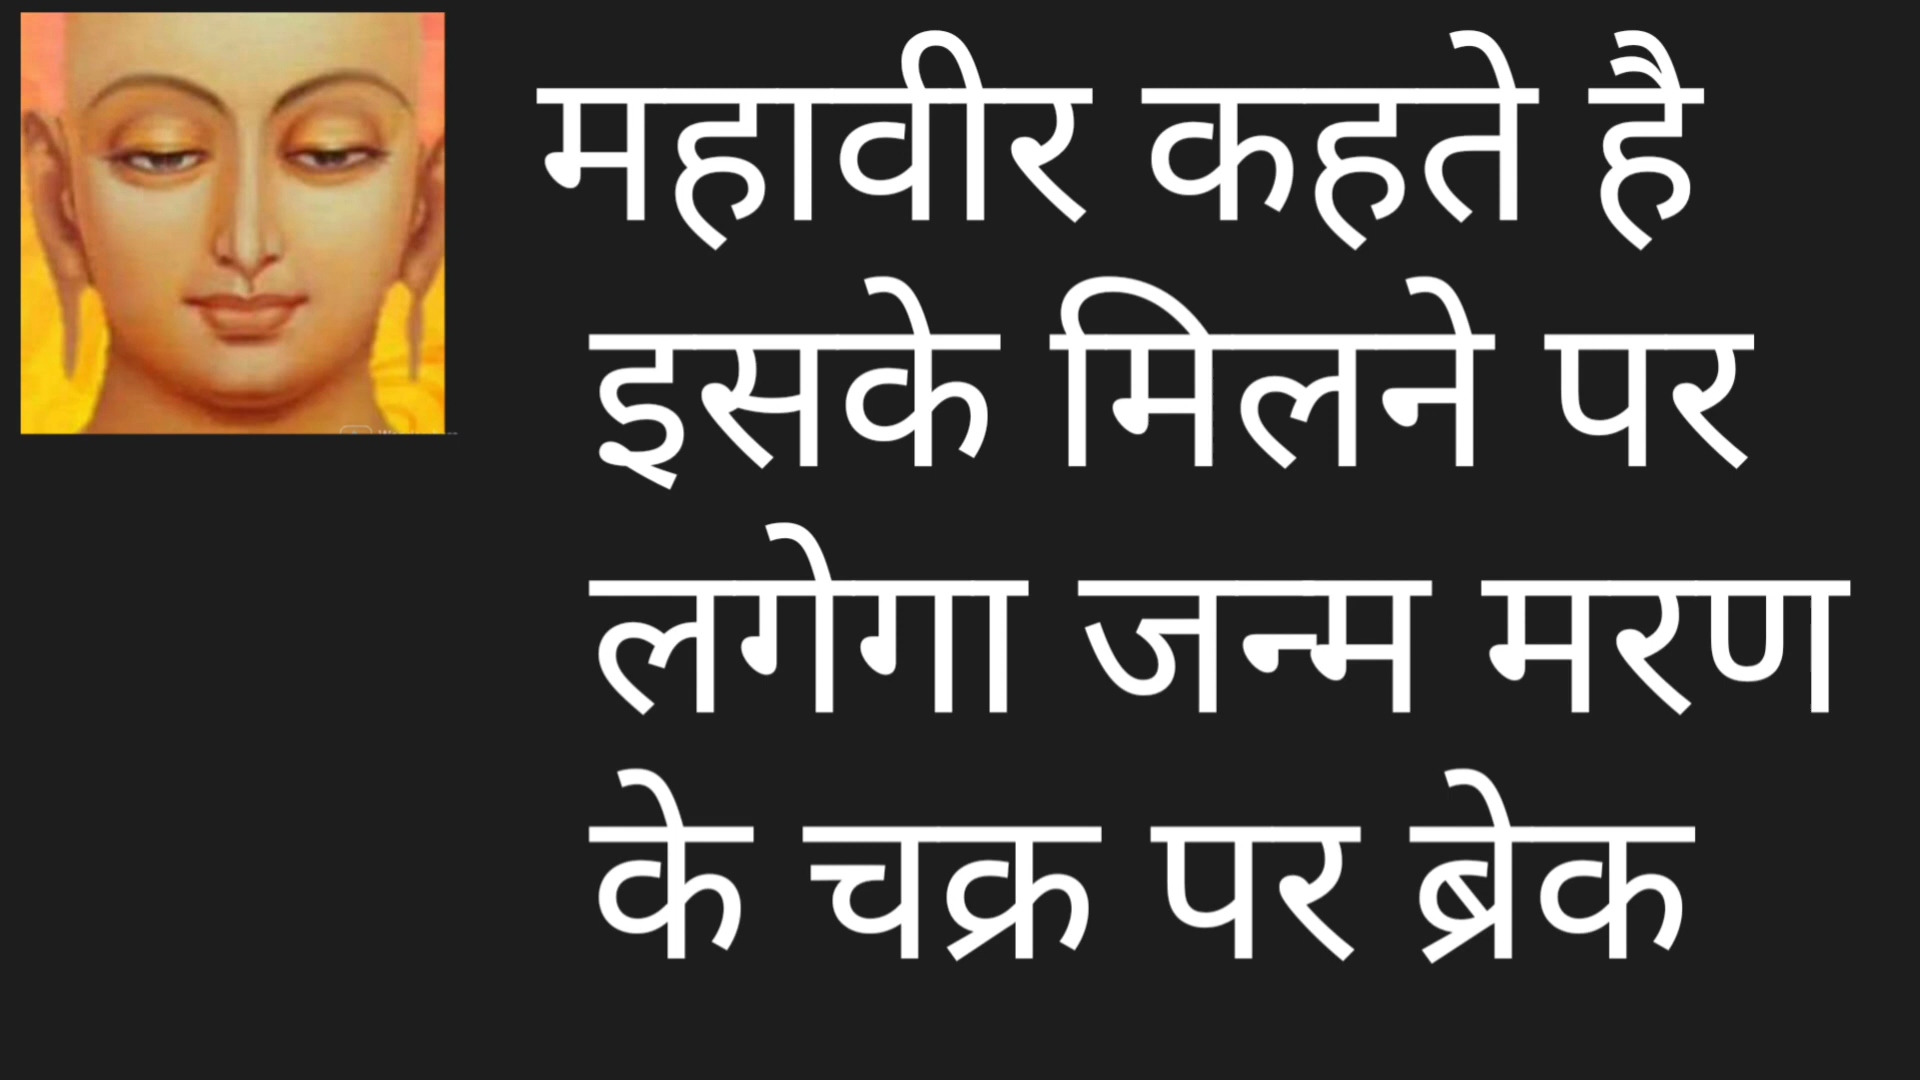 महावीर कहते है
इसके मिलने पर
लगेगा जन्म मरण
के चक्र पर ब्रेक